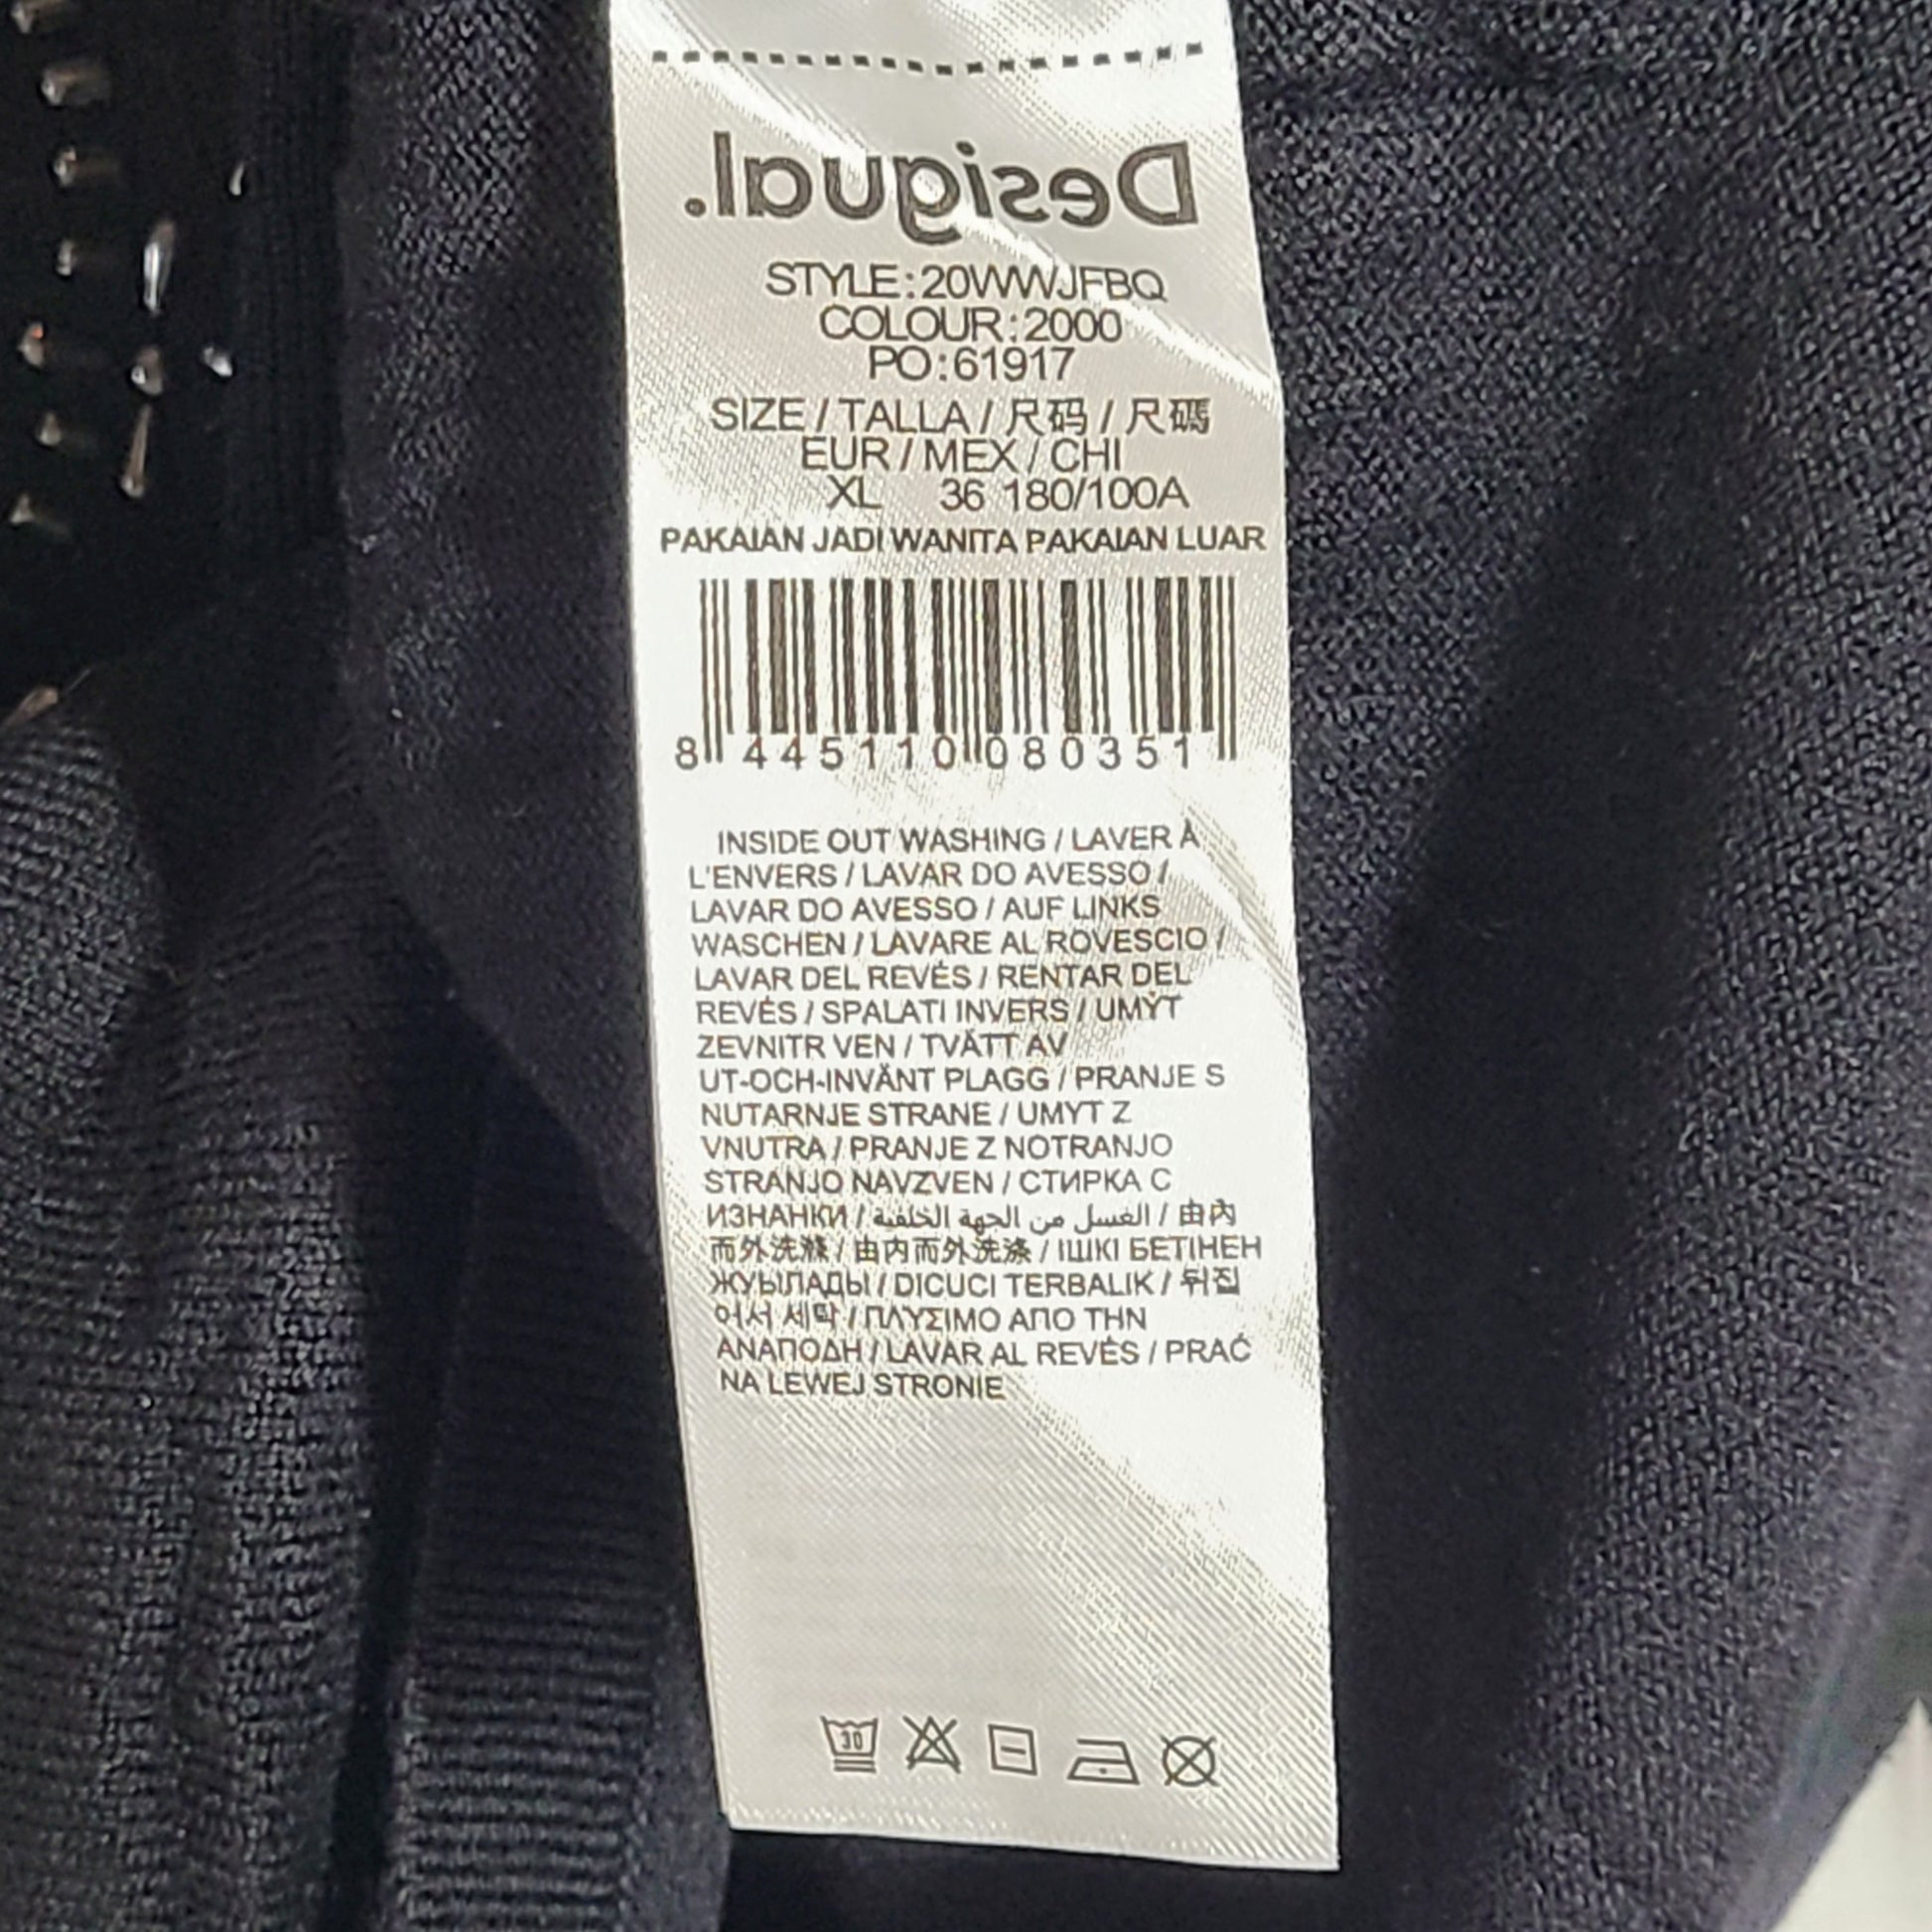 Desigual.
STYLE:20WWJFBQ
COLOUR:2000
PO:61917
SIZE / TALLA / 尺码 / 尺碼
EUR / MEX / CHI
XL 36 180/100A
PAKAIAN JADI WANITA PAKAIAN LUAR
8 445110 080351
INSIDE OUT WASHING / LAVER À
L'ENVERS / LAVAR DO AVESSO /
LAVAR DO AVESSO / AUF LINKS
WASCHEN / LAVARE AL ROVESCIO /
LAVAR DEL REVÉS / RENTAR DEL
REVÉS / SPALATI INVERS / UMÝT
ZEVNITR VEN / TVÄTT AV
UT-OCH-INVÄNT PLAGG / PRANJE S
NUTARNJE STRANE / UMYT Z
VNUTRA / PRANJE Z NOTRANJO
STRANJO NAVZVEN / СТИРКА С
ИЗНАНКИ / الغسل من الجهة الخلفية / 由內
而外洗滌 / 由内而外洗涤 / ІШКІ БЕТІНЕН
ЖУЫЛАДЫ / DICUCI TERBALIK / 뒤집
어서 세탁 / ΠΛΥΣΙΜΟ ΑΠΟ ΤΗΝ
ΑΝΑΠΟΔΗ / LAVAR AL REVÉS / PRAĆ
NA LEWEJ STRONIE
30